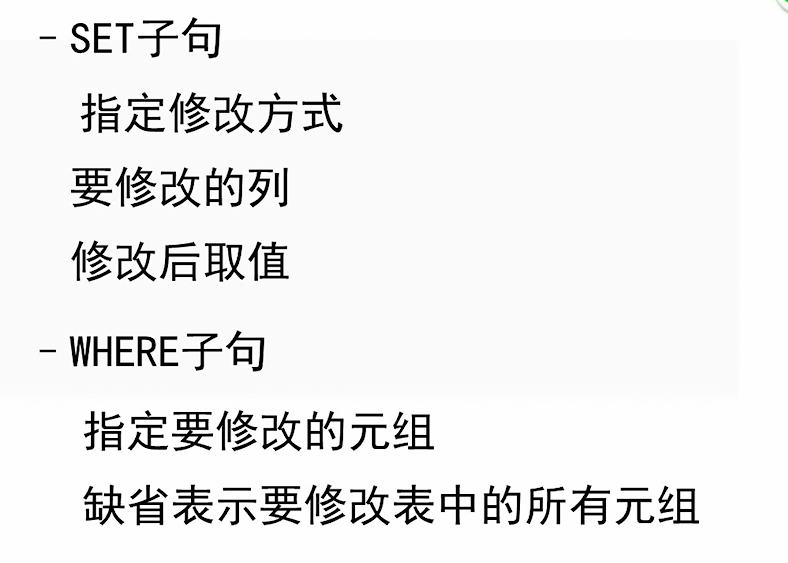 - SET子句
指定修改方式
要修改的列
修改后取值
- WHERE子句
指定要修改的元组
缺省表示要修改表中的所有元组